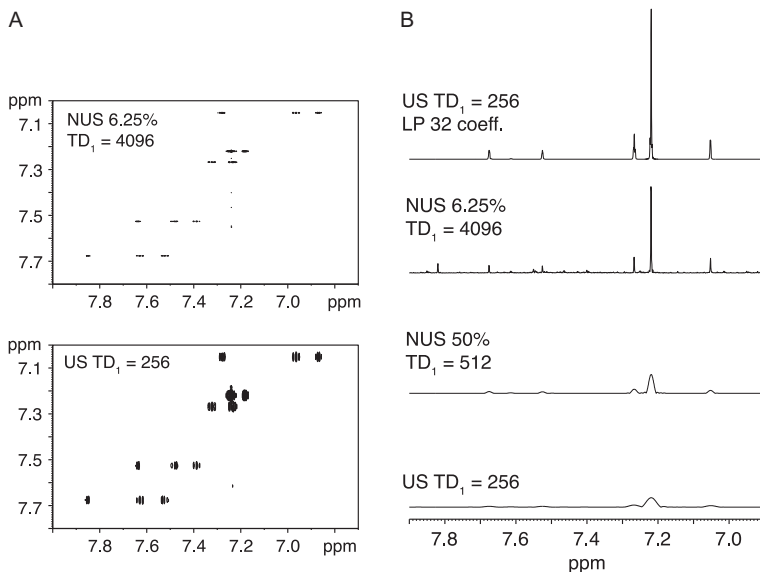 A
ppm
NUS 6.25%
TD₁ = 4096
7.1
7.3
7.5
7.7
7.8 7.6 7.4 7.2 7.0
ppm
ppm
US TD₁ = 256
7.1
7.3
7.5
7.7
7.8 7.6 7.4 7.2 7.0 ppm
B
US TD₁ = 256
LP 32 coeff.
NUS 6.25%
TD₁ = 4096
NUS 50%
TD₁ = 512
US TD₁ = 256
7.8 7.6 7.4 7.2 7.0
ppm